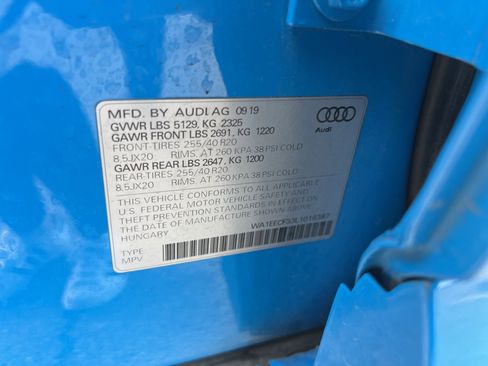 MFD. BY AUDI AG 09 19
GVWR LBS 5129, KG 2325
GAWR FRONT LBS 2691, KG 1220
FRONT-TIRES 255/40 R20
8.5JX20 RIMS, AT 260 KPA 38 PSI COLD
GAWR REAR LBS 2647, KG 1200
REAR-TIRES 255/40 R20
8.5JX20 RIMS, AT 260 KPA 38 PSI COLD
THIS VEHICLE CONFORMS TO ALL APPLICABLE
U.S. FEDERAL MOTOR VEHICLE SAFETY AND
THEFT PREVENTION STANDARDS IN EFFECT ON
THE DATE OF MANUFACTURE SHOWN ABOVE
HUNGARY
TYPE:
MPV
Audi